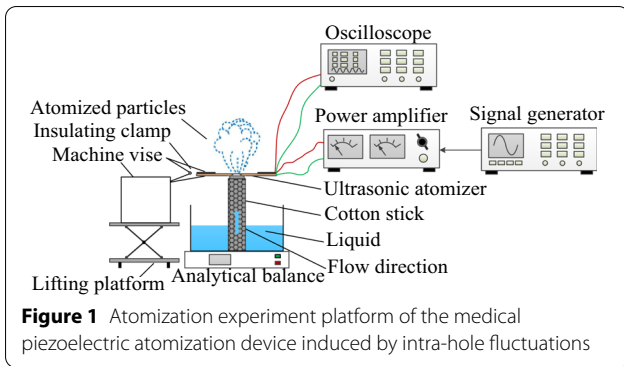 Oscilloscope
Atomized particles
Insulating clamp
Machine vise
Power amplifier
Signal generator
Ultrasonic atomizer
Cotton stick
Liquid
Flow direction
Analytical balance
Lifting platform
Figure 1 Atomization experiment platform of the medical
piezoelectric atomization device induced by intra-hole fluctuations